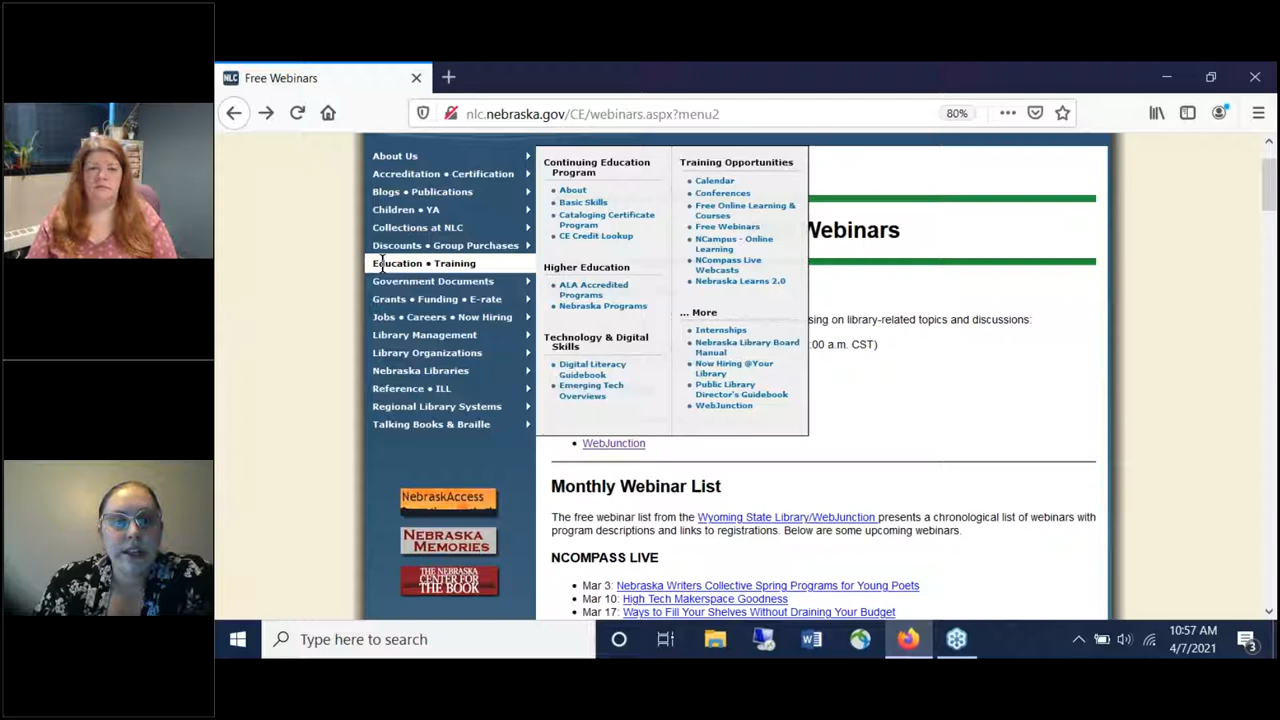 NLC Free Webinars
nlc.nebraska.gov/CE/webinars.aspx?menu2
80%
About Us
Accreditation • Certification
Blogs • Publications
Children • YA
Collections at NLC
Discounts • Group Purchases
Education • Training
Government Documents
Grants • Funding • E-rate
Jobs • Careers • Now Hiring
Library Management
Library Organizations
Nebraska Libraries
Reference • ILL
Regional Library Systems
Talking Books & Braille
NebraskAccess
NEBRASKA
MEMORIES
THE NEBRASKA
CENTER FOR
THE BOOK
Continuing Education
Program
• About
• Basic Skills
• Cataloging Certificate
Program
• CE Credit Lookup
Higher Education
• ALA Accredited
Programs
• Nebraska Programs
Technology & Digital
Skills
• Digital Literacy
Guidebook
• Emerging Tech
Overviews
Training Opportunities
• Calendar
• Conferences
• Free Online Learning &
Courses
• Free Webinars
• NCampus - Online
Learning
• NCompass Live
Webcasts
• Nebraska Learns 2.0
... More
• Internships
• Nebraska Library Board
Manual
• Now Hiring @Your
Library
• Public Library
Director's Guidebook
• WebJunction
Webinars
sing on library-related topics and discussions:
:00 a.m. CST)
• WebJunction
Monthly Webinar List
The free webinar list from the Wyoming State Library/WebJunction presents a chronological list of webinars with
program descriptions and links to registrations. Below are some upcoming webinars.
NCOMPASS LIVE
• Mar 3: Nebraska Writers Collective Spring Programs for Young Poets
• Mar 10: High Tech Makerspace Goodness
• Mar 17: Ways to Fill Your Shelves Without Draining Your Budget
Type here to search
10:57 AM
4/7/2021
3